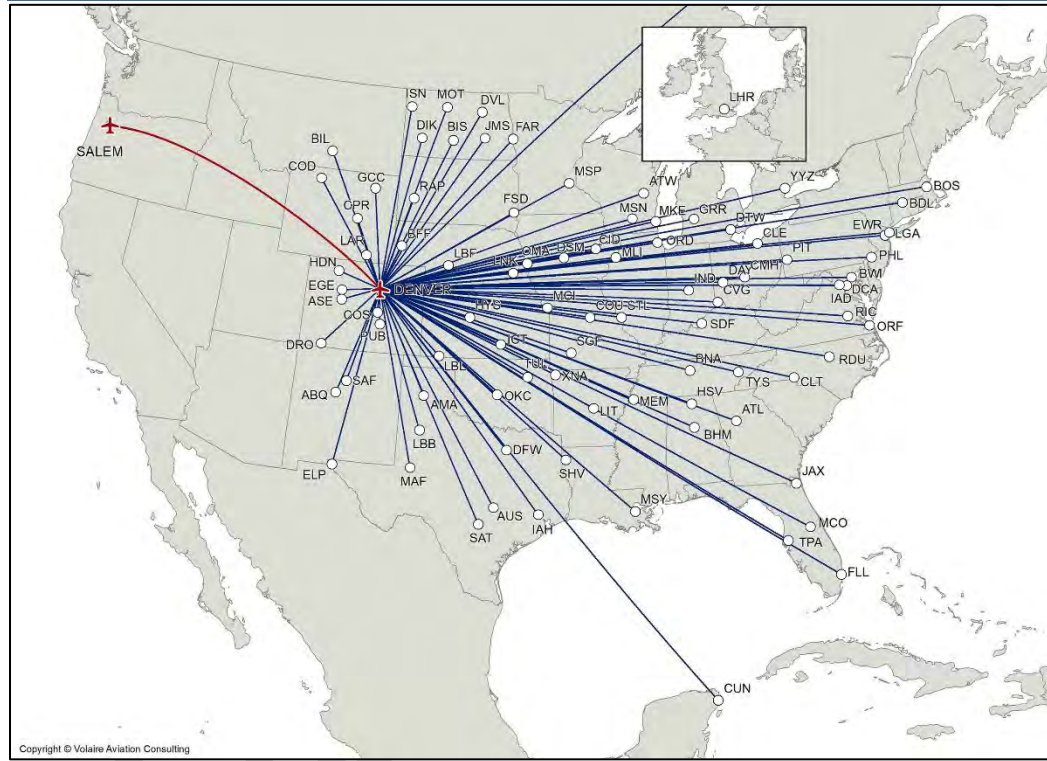 LHR
ISN
MOT
DVL
DIK
BIS
JMS
FAR
SALEM
BIL
COD
GCC
RAP
MSP
ATW
YYZ
BOS
CPR
FSD
MSN
MKE
GRR
DTW
BDL
LAR
BFF
LBF
OMA
DSM
CID
ORD
CLE
EWR
LGA
HDN
LNK
MLI
PIT
PHL
EGE
DENVER
IND
DAY
CMH
BWI
ASE
HYS
MCI
COU
STL
CVG
IAD
DCA
COS
PUB
SDF
RIC
ORF
DRO
ICT
SGF
BNA
RDU
LBL
TUL
XNA
TYS
CLT
ABQ
SAF
AMA
OKC
LIT
MEM
HSV
ATL
LBB
BHM
ELP
MAF
DFW
SHV
JAX
AUS
MSY
SAT
IAH
MCO
TPA
FLL
CUN
Copyright © Volaire Aviation Consulting